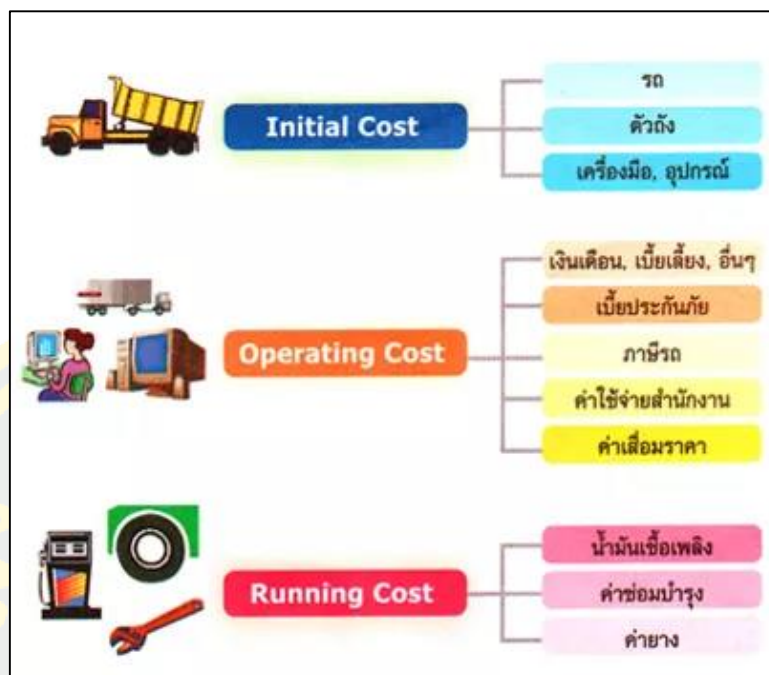 Initial Cost
รถ
ตัวถัง
เครื่องมือ, อุปกรณ์
Operating Cost
เงินเดือน, เบี้ยเลี้ยง, อื่นๆ
เบี้ยประกันภัย
ภาษีรถ
ค่าใช้จ่ายสำนักงาน
ค่าเสื่อมราคา
Running Cost
น้ำมันเชื้อเพลิง
ค่าซ่อมบำรุง
ค่ายาง